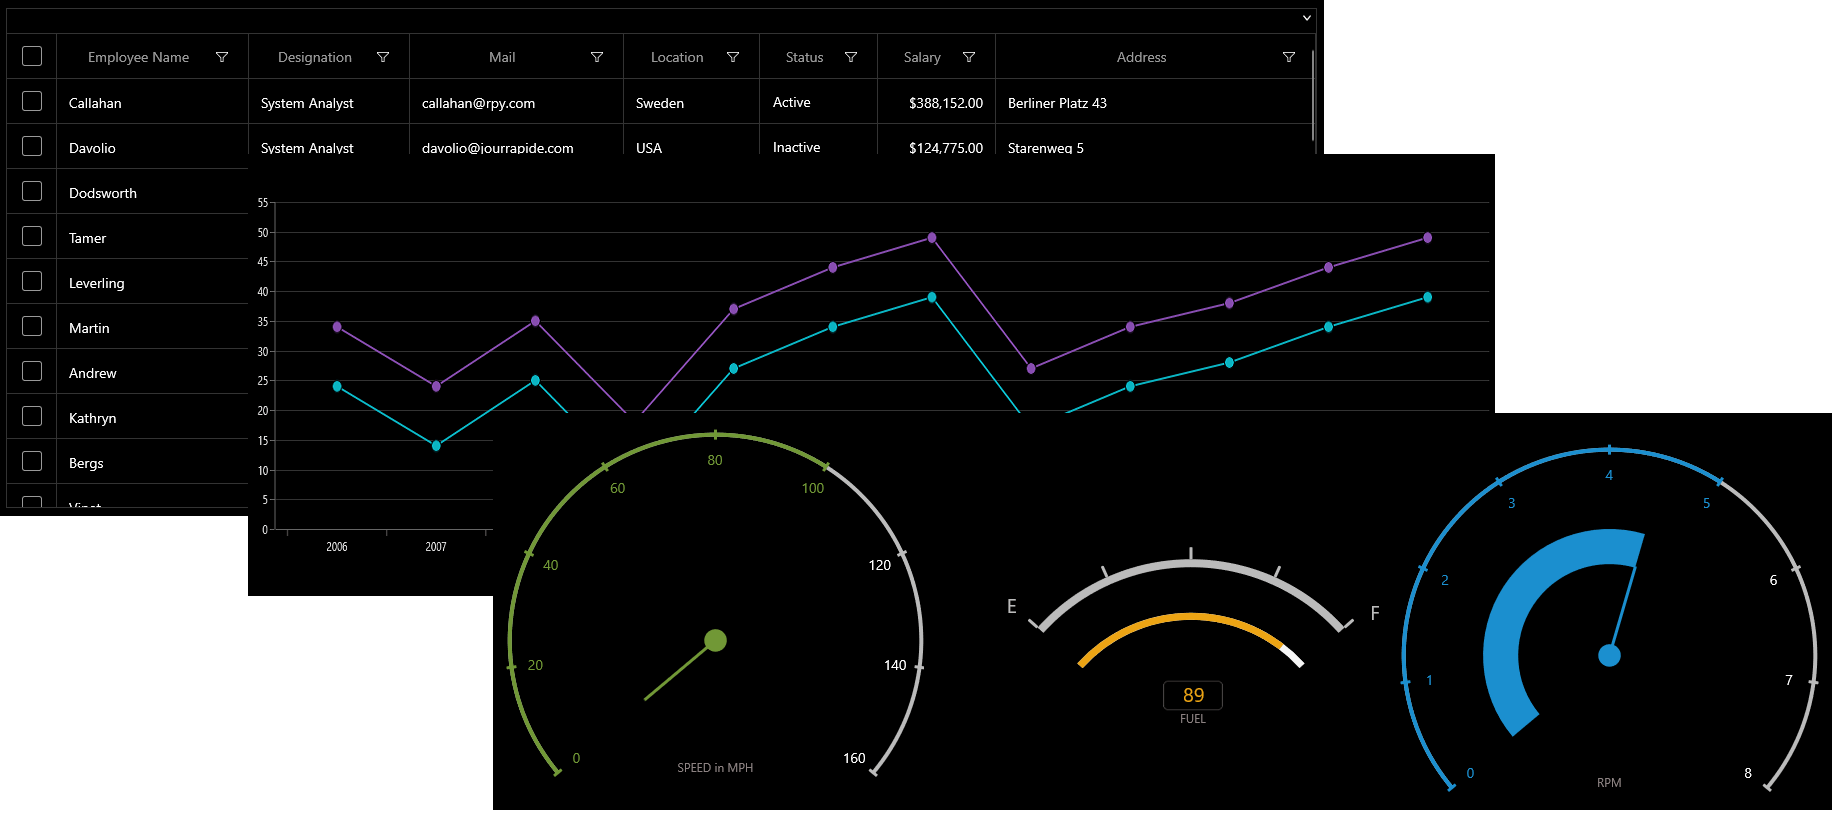 Employee Name Designation Mail Location Status Salary Address
Callahan System Analyst callahan@rpy.com Sweden Active $388,152.00 Berliner Platz 43
Davolio System Analyst davolio@jourrapide.com USA Inactive $124,775.00 Starenweg 5
Dodsworth
Tamer
Leverling
Martin
Andrew
Kathryn
Bergs
55
50
45
40
35
30
25
20
15
10
5
0
2006 2007
0
20
40
60
80
100
120
140
160
SPEED in MPH
E F
89
FUEL
0
1
2
3
4
5
6
7
8
RPM